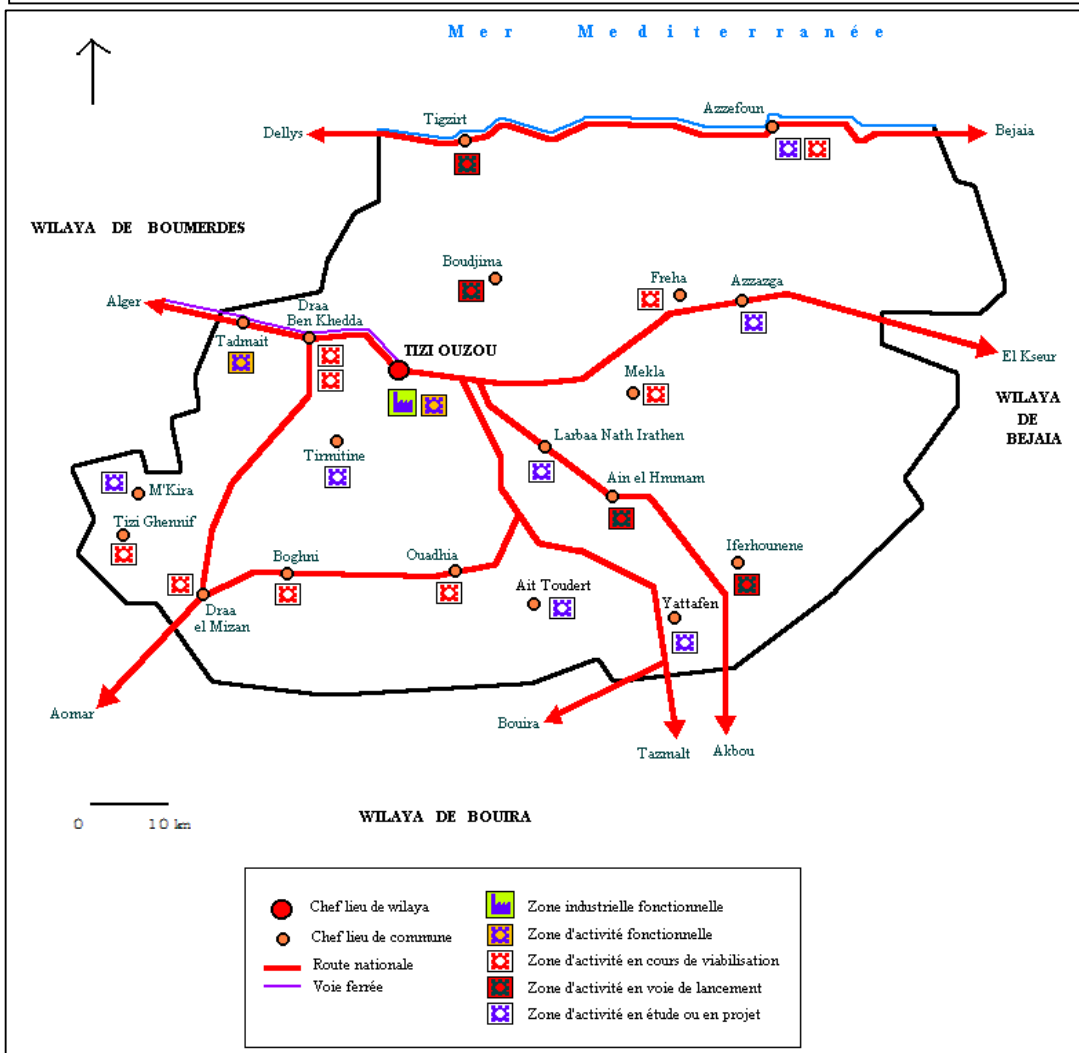 Mer Mediterranée
Azzefoun
Tigzirt
Dellys
Bejaia
WILAYA DE BOUMERDES
Boudjima
Freha
Azzazga
Alger
Draa
Ben Khedda
Tadmait
TIZI OUZOU
El Kseur
Mekla
WILAYA
DE
BEJAIA
Larbaa Nath Irathen
Tirmitine
Ain el Hmmam
M'Kira
Tizi Ghennif
Iferhounene
Boghni
Ouadhia
Ait Toudert
Yattafen
Draa
el Mizan
Aomar
Bouira
Tazmalt
Akbou
0 10 km
WILAYA DE BOUIRA
Chef lieu de wilaya
Chef lieu de commune
Route nationale
Voie ferrée
Zone industrielle fonctionnelle
Zone d'activité fonctionnelle
Zone d'activité en cours de viabilisation
Zone d'activité en voie de lancement
Zone d'activité en étude ou en projet